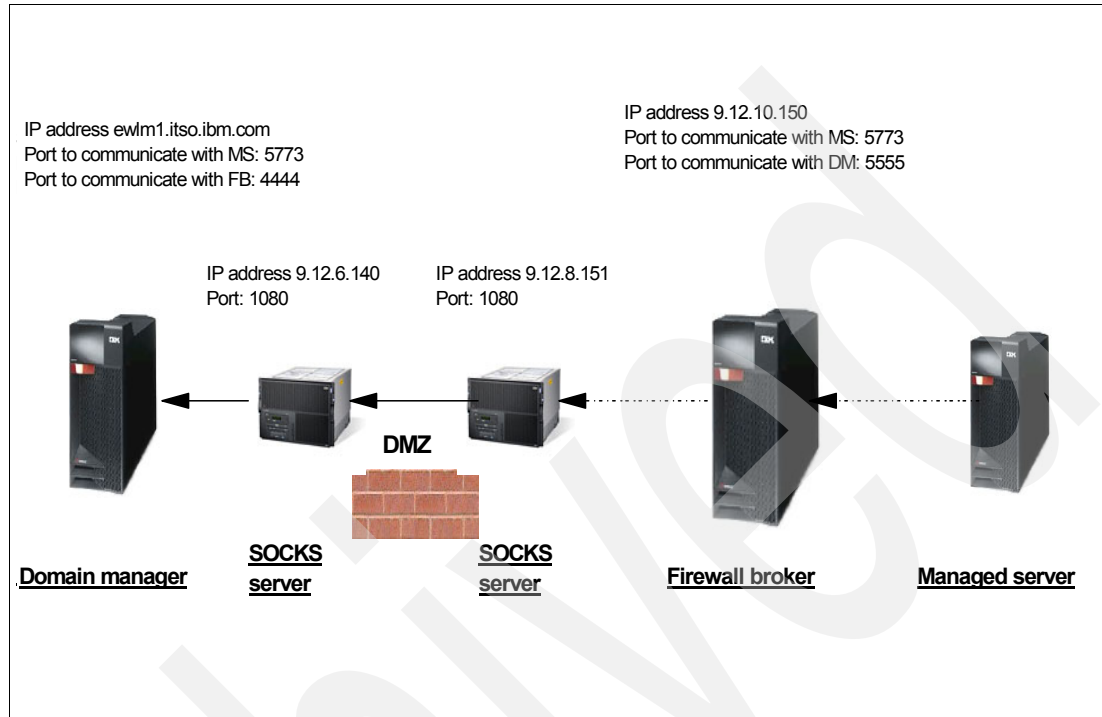 IP address ewlm1.itso.ibm.com
Port to communicate with MS: 5773
Port to communicate with FB: 4444
IP address 9.12.10.150
Port to communicate with MS: 5773
Port to communicate with DM: 5555
IP address 9.12.6.140
Port: 1080
IP address 9.12.8.151
Port: 1080
DMZ
Domain manager
SOCKS
server
SOCKS
server
Firewall broker
Managed server